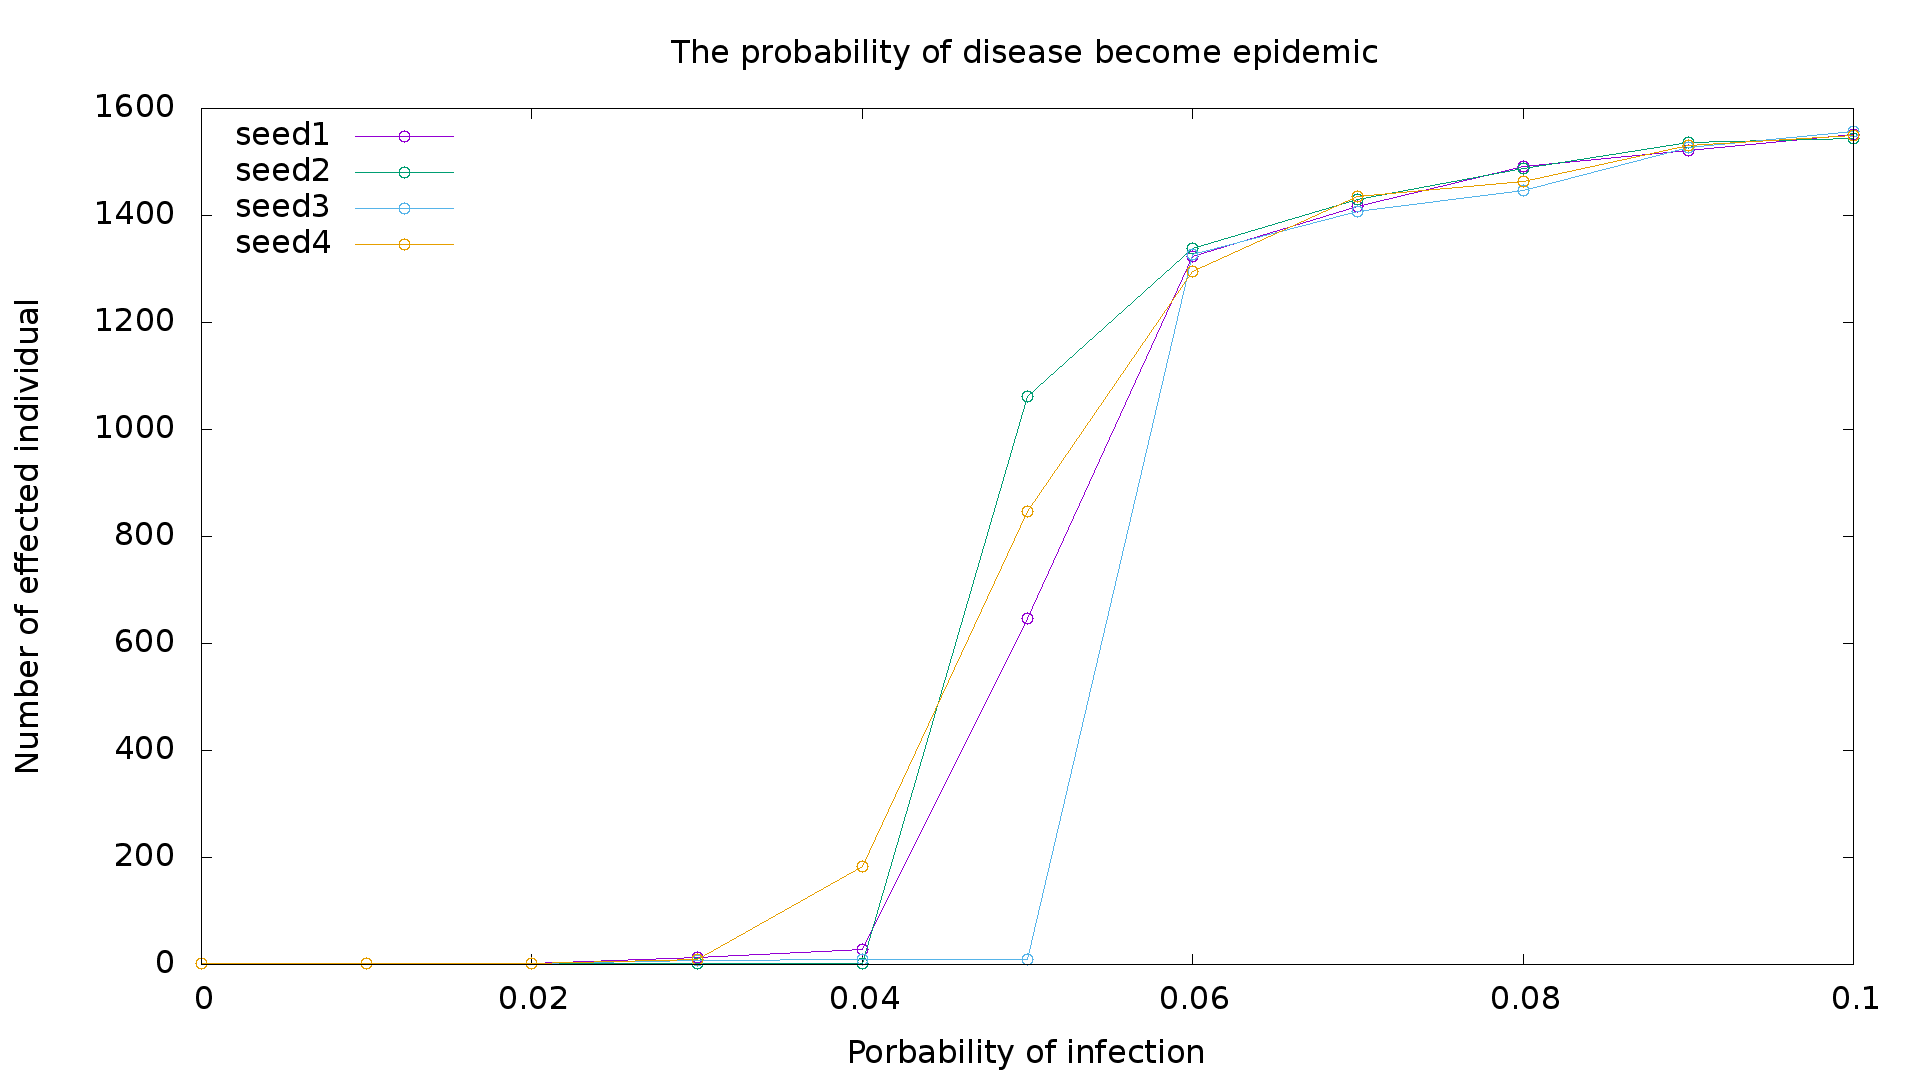 The probability of disease become epidemic
1600
1400
1200
1000
800
600
400
200
0
seed1
seed2
seed3
seed4
Number of effected individual
0 0.02 0.04 0.06 0.08 0.1
Porbability of infection